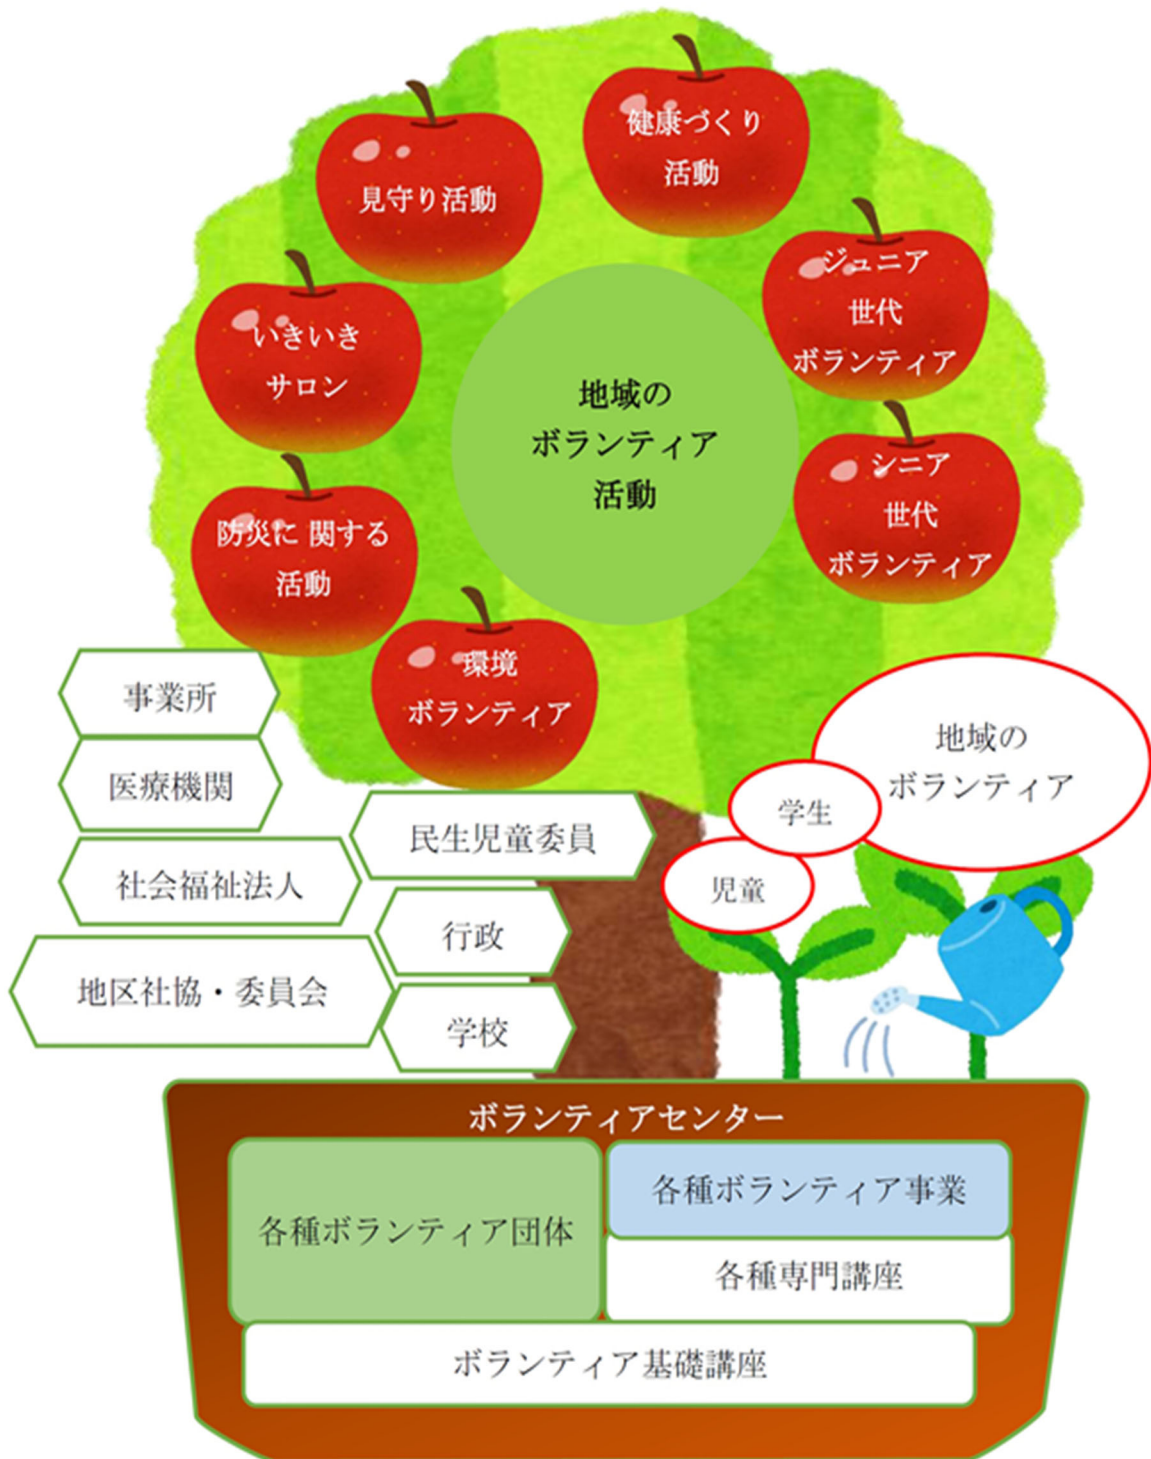 健康づくり
活動
見守り活動
ジュニア
世代
ボランティア
いきいき
サロン
地域の
ボランティア
活動
シニア
世代
ボランティア
防災に 関する
活動
環境
ボランティア
事業所
医療機関
民生児童委員
社会福祉法人
行政
地区社協・委員会
学校
地域の
ボランティア
学生
児童
ボランティアセンター
各種ボランティア団体
各種ボランティア事業
各種専門講座
ボランティア基礎講座